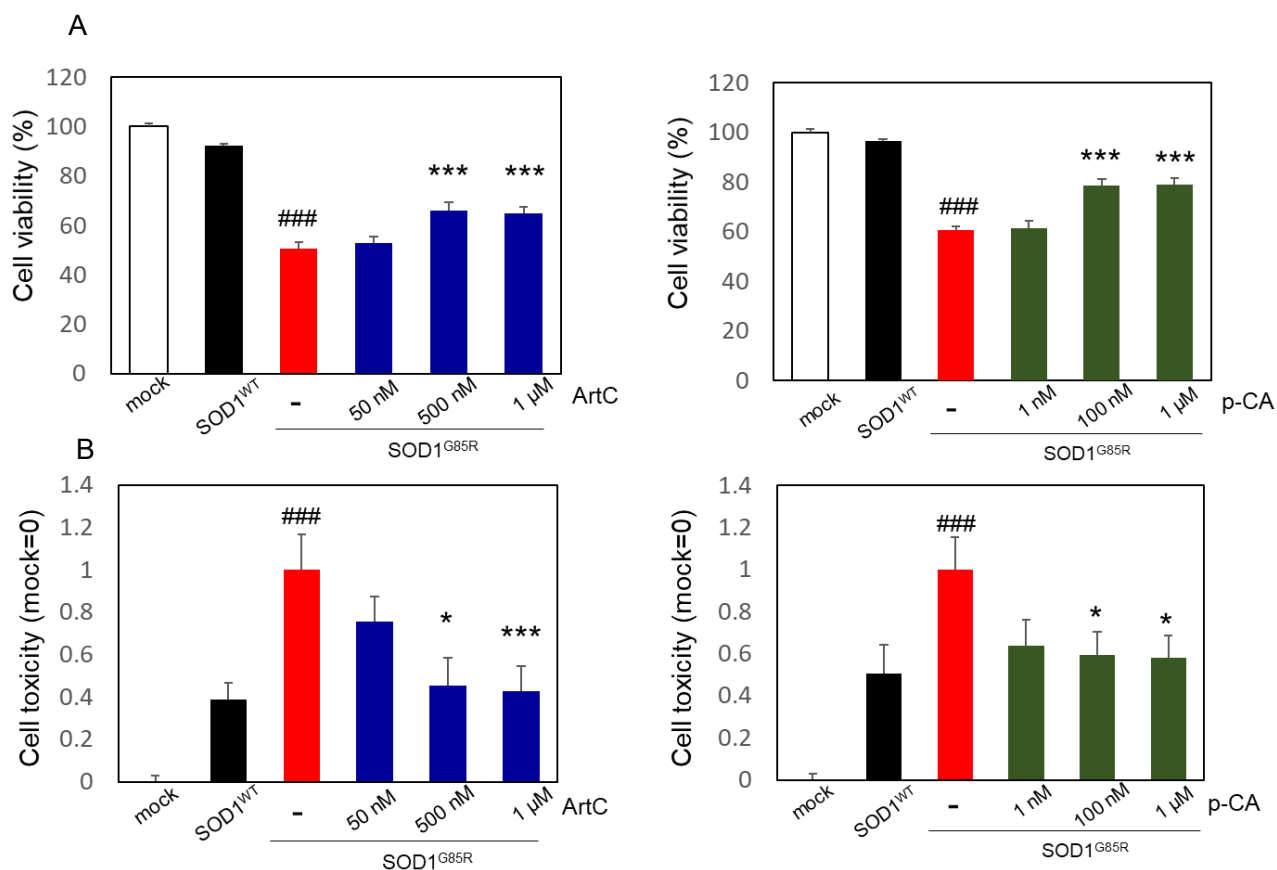 A
Cell viability (%)
120
100
80
60
40
20
0
###
***
***
mock
SOD1WT
-
50 nM
500 nM
1 µM
ArtC
SOD1G85R
Cell viability (%)
120
100
80
60
40
20
0
###
***
***
mock
SOD1WT
-
1 nM
100 nM
1 µM
p-CA
SOD1G85R
B
Cell toxicity (mock=0)
1.4
1.2
1
0.8
0.6
0.4
0.2
0
###
*
***
mock
SOD1WT
-
50 nM
500 nM
1 µM
ArtC
SOD1G85R
Cell toxicity (mock=0)
1.4
1.2
1
0.8
0.6
0.4
0.2
0
###
*
*
mock
SOD1WT
-
1 nM
100 nM
1 µM
p-CA
SOD1G85R